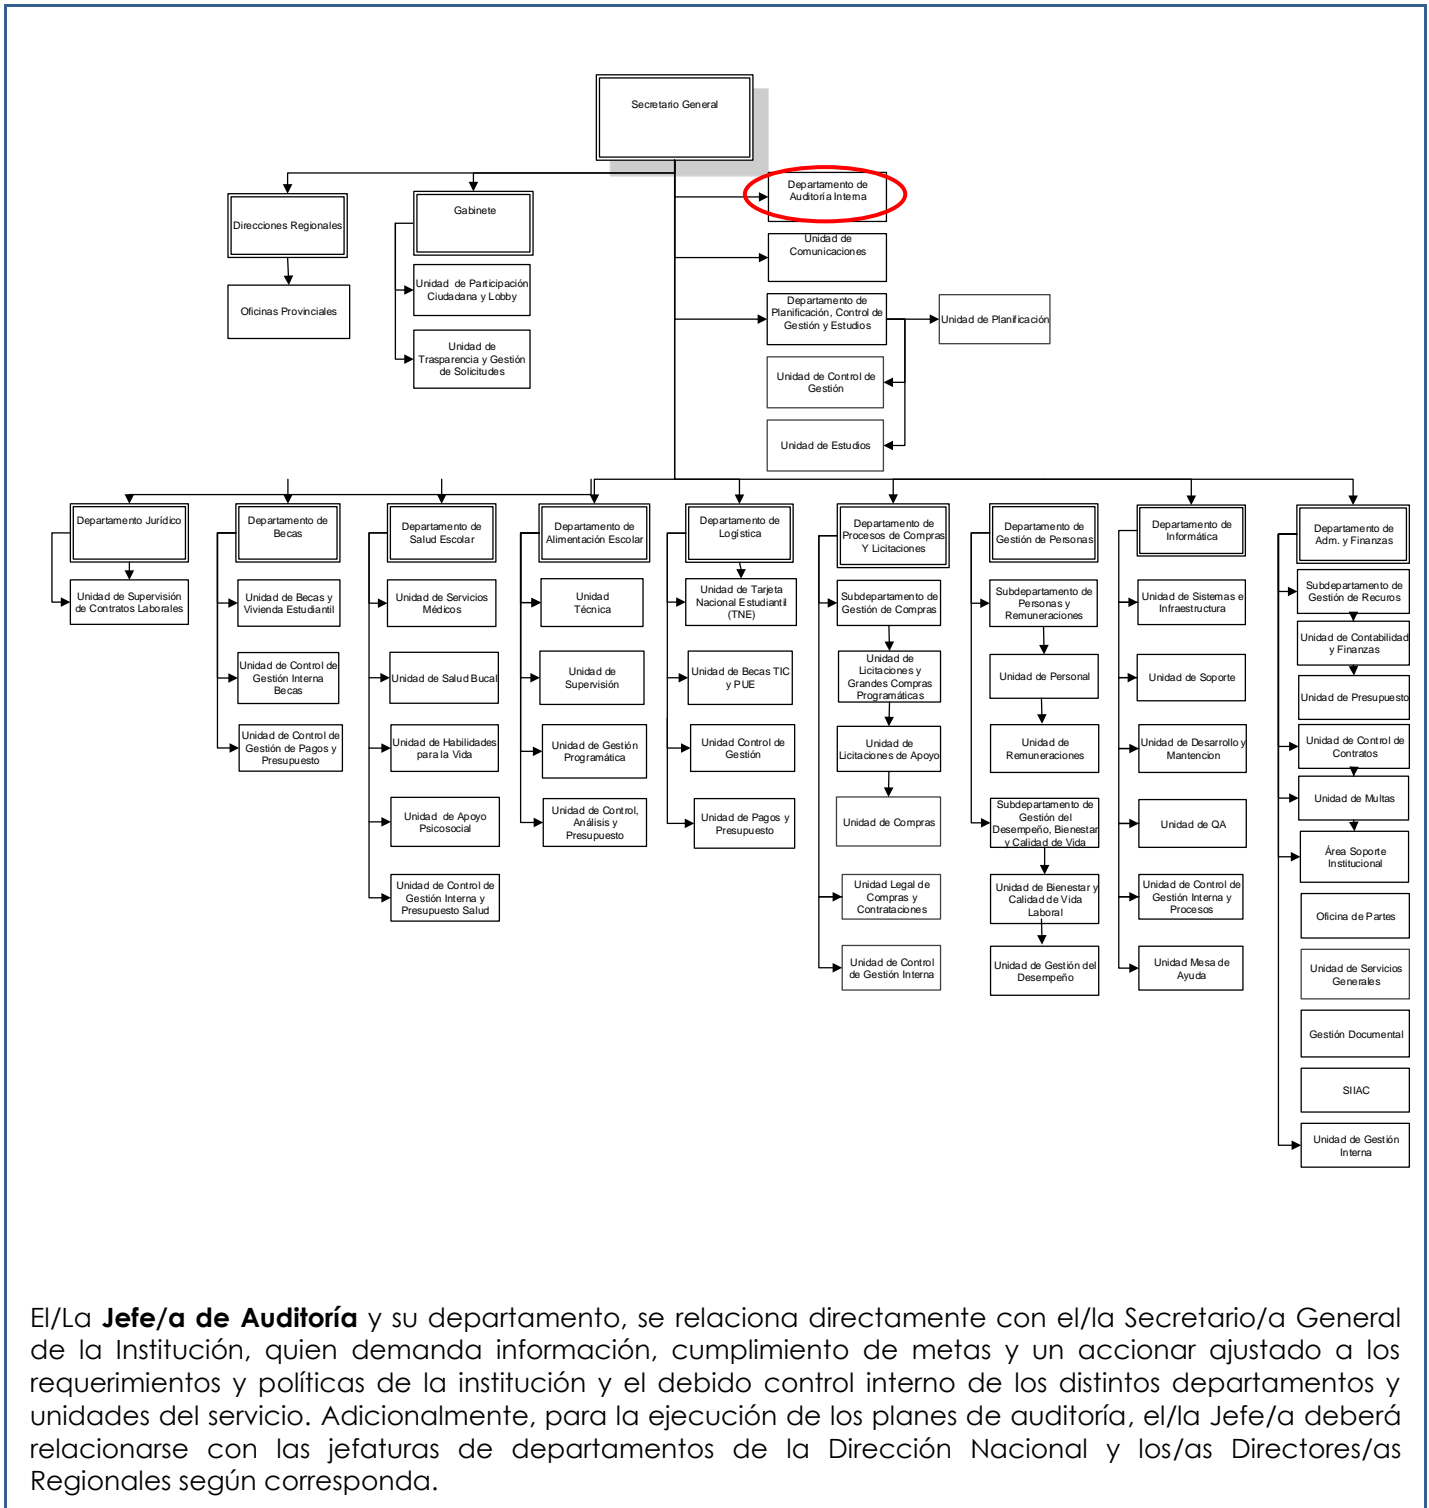 Secretario General
Departamento de
Auditoría Interna
Direcciones Regionales
Gabinete
Unidad de
Comunicaciones
Unidad de Participación
Ciudadana y Lobby
Oficinas Provinciales
Departamento de
Planificación, Control de
Gestión y Estudios
Unidad de Planificación
Unidad de
Trasparencia y Gestión
de Solicitudes
Unidad de Control de
Gestión
Unidad de Estudios
Departamento Jurídico
Unidad de Supervisión
de Contratos Laborales
Departamento de
Becas
Unidad de Becas y
Vivienda Estudiantil
Unidad de Control de
Gestión Interna
Becas
Unidad de Control de
Gestión de Pagos y
Presupuesto
Departamento de
Salud Escolar
Unidad de Servicios
Médicos
Unidad de Salud Bucal
Unidad de Habilidades
para la Vida
Unidad de Apoyo
Psicosocial
Unidad de Control de
Gestión Interna y
Presupuesto Salud
Departamento de
Alimentación Escolar
Unidad
Técnica
Unidad de
Supervisión
Unidad de Gestión
Programática
Unidad de Control,
Análisis y
Presupuesto
Departamento de
Logística
Unidad de Tarjeta
Nacional Estudiantil
(TNE)
Unidad de Becas TIC
y PUE
Unidad Control de
Gestión
Unidad de Pagos y
Presupuesto
Departamento de
Procesos de Compras
Y Licitaciones
Subdepartamento de
Gestión de Compras
Unidad de
Licitaciones y
Grandes Compras
Programáticas
Unidad de
Licitaciones de Apoyo
Unidad de Compras
Unidad Legal de
Compras y
Contrataciones
Unidad de Control
de Gestión Interna
Departamento de
Gestión de Personas
Subdepartamento de
Personas y
Remuneraciones
Unidad de Personal
Unidad de
Remuneraciones
Subdepartamento de
Gestión del
Desempeño, Bienestar
y Calidad de Vida
Unidad de Bienestar y
Calidad de Vida
Laboral
Unidad de Gestión del
Desempeño
Departamento de
Informática
Unidad de Sistemas e
Infraestructura
Unidad de Soporte
Unidad de Desarrollo y
Mantencion
Unidad de QA
Unidad de Control de
Gestión Interna y
Procesos
Unidad Mesa de
Ayuda
Departamento de
Adm. y Finanzas
Subdepartamento de
Gestión de Recuros
Unidad de Contabilidad
y Finanzas
Unidad de Presupuesto
Unidad de Control de
Contratos
Unidad de Multas
Área Soporte
Institucional
Oficina de Partes
Unidad de Servicios
Generales
Gestión Documental
SIIAC
Unidad de Gestión
Interna
El/La Jefe/a de Auditoría y su departamento, se relaciona directamente con el/la Secretario/a General
de la Institución, quien demanda información, cumplimiento de metas y un accionar ajustado a los
requerimientos y políticas de la institución y el debido control interno de los distintos departamentos y
unidades del servicio. Adicionalmente, para la ejecución de los planes de auditoría, el/la Jefe/a deberá
relacionarse con las jefaturas de departamentos de la Dirección Nacional y los/as Directores/as
Regionales según corresponda.